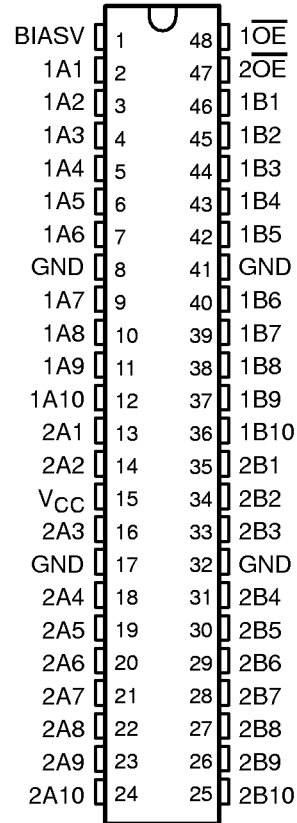 BIASV 1 48 1O̅E̅
1A1 2 47 2O̅E̅
1A2 3 46 1B1
1A3 4 45 1B2
1A4 5 44 1B3
1A5 6 43 1B4
1A6 7 42 1B5
GND 8 41 GND
1A7 9 40 1B6
1A8 10 39 1B7
1A9 11 38 1B8
1A10 12 37 1B9
2A1 13 36 1B10
2A2 14 35 2B1
VCC 15 34 2B2
2A3 16 33 2B3
GND 17 32 GND
2A4 18 31 2B4
2A5 19 30 2B5
2A6 20 29 2B6
2A7 21 28 2B7
2A8 22 27 2B8
2A9 23 26 2B9
2A10 24 25 2B10